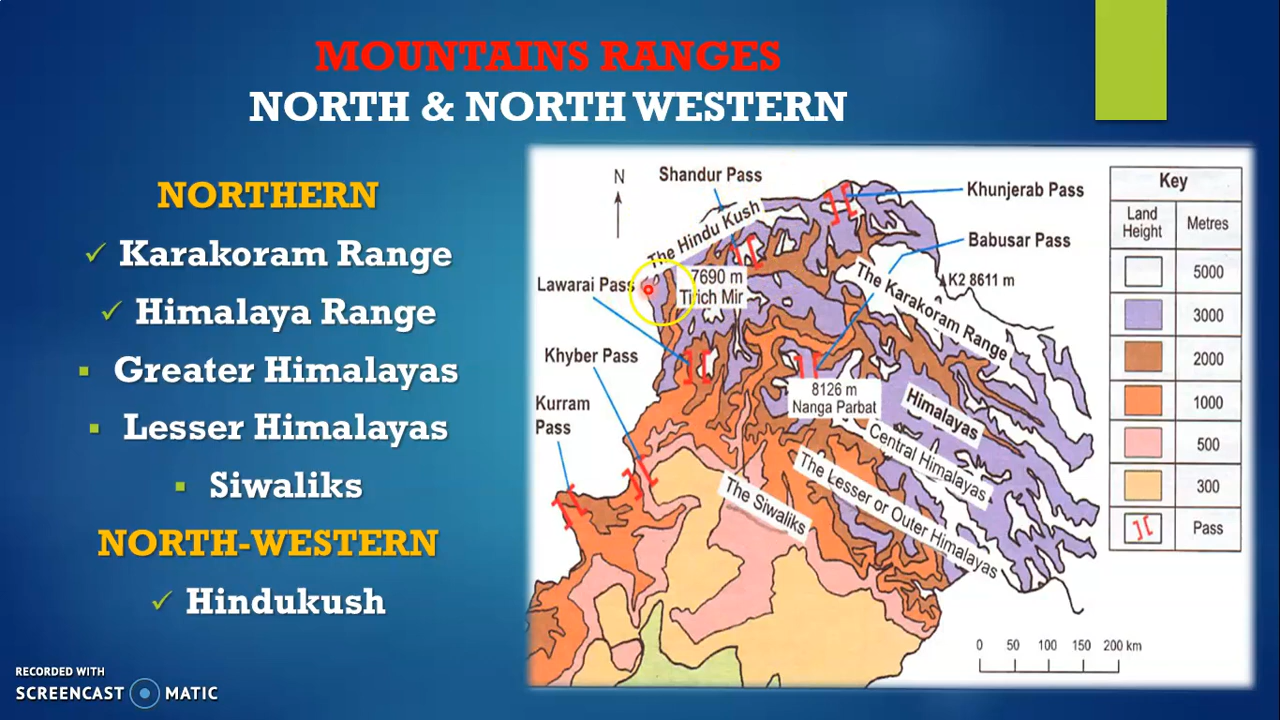 MOUNTAINS RANGES
NORTH & NORTH WESTERN
NORTHERN
Karakoram Range
Himalaya Range
Greater Himalayas
Lesser Himalayas
Siwaliks
NORTH-WESTERN
Hindukush
RECORDED WITH
SCREENCAST MATIC
N
Shandur Pass
Khunjerab Pass
The Hindu Kush
Babusar Pass
Lawarai Pass
7690 m
Tirich Mir
K2 8611 m
The Karakoram Range
Khyber Pass
8126 m
Nanga Parbat
Kurram
Pass
Himalayas
Central Himalayas
The Lesser or Outer Himalayas
The Siwaliks
0 50 100 150 200 km
Key
Land
Height
Metres
5000
3000
2000
1000
500
300
Pass